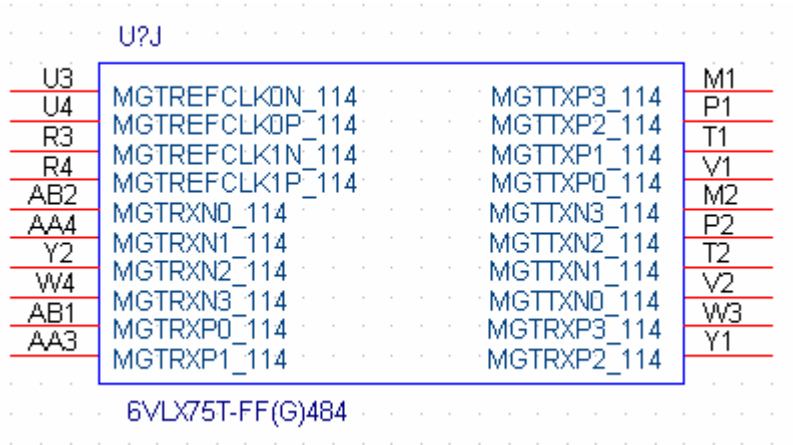 U?J
U3 MGTREFCLK0N_114 MGTTXP3_114 M1
U4 MGTREFCLK0P_114 MGTTXP2_114 P1
R3 MGTREFCLK1N_114 MGTTXP1_114 T1
R4 MGTREFCLK1P_114 MGTTXP0_114 V1
AB2 MGTRXN0_114 MGTTXN3_114 M2
AA4 MGTRXN1_114 MGTTXN2_114 P2
Y2 MGTRXN2_114 MGTTXN1_114 T2
W4 MGTRXN3_114 MGTTXN0_114 V2
AB1 MGTRXP0_114 MGTRXP3_114 W3
AA3 MGTRXP1_114 MGTRXP2_114 Y1
6VLX75T-FF(G)484